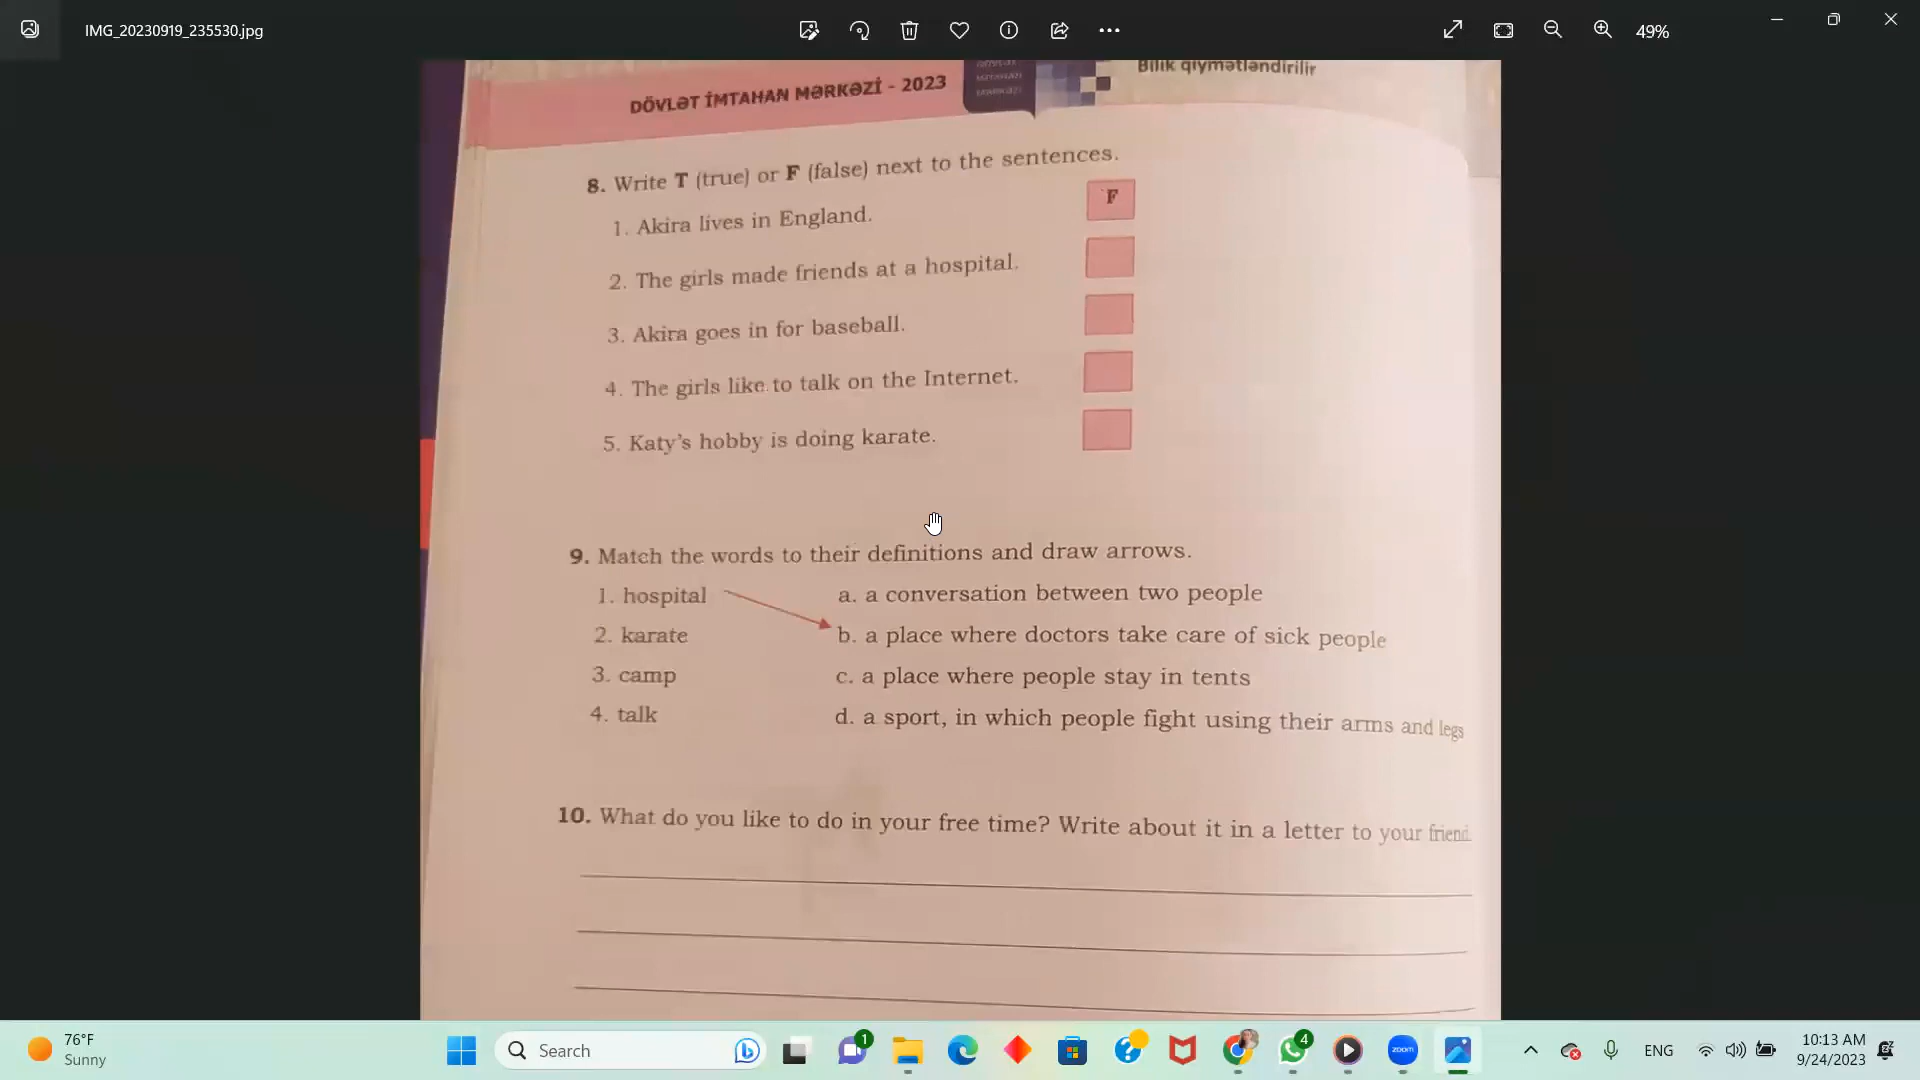 IMG_20230919_235530.jpg
49%
DÖVLƏT İMTAHAN MƏRKƏZİ - 2023
Bilik qiymətləndirilir
8. Write T (true) or F (false) next to the sentences.
1. Akira lives in England.
F
2. The girls made friends at a hospital.
3. Akira goes in for baseball.
4. The girls like to talk on the Internet.
5. Katy's hobby is doing karate.
9. Match the words to their definitions and draw arrows.
1. hospital
a. a conversation between two people
2. karate
b. a place where doctors take care of sick people
3. camp
c. a place where people stay in tents
4. talk
d. a sport, in which people fight using their arms and legs
10. What do you like to do in your free time? Write about it in a letter to your friend.
76°F
Sunny
Search
1
zoom
4
ENG
10:13 AM
9/24/2023